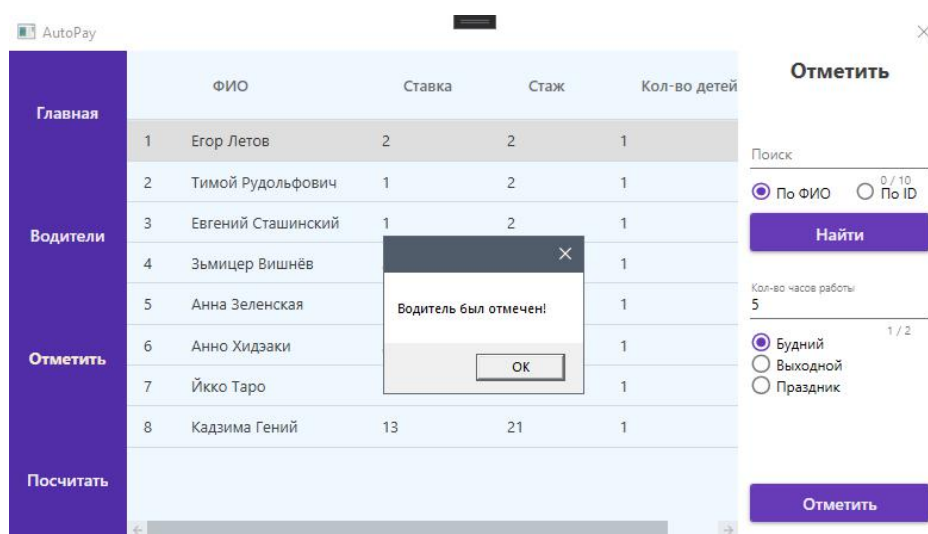 AutoPay
Главная
Водители
Отметить
Посчитать
ФИО Ставка Стаж Кол-во детей
1 Егор Летов 2 2 1
2 Тимой Рудольфович 1 2 1
3 Евгений Сташинский 1 2 1
4 Зьмицер Вишнёв 1
5 Анна Зеленская 1
6 Анно Хидэаки 1
7 Йкко Таро 1
8 Кадзима Гений 13 21 1
Водитель был отмечен!
ОК
Отметить
Поиск
0 / 10
По ФИО По ID
Найти
Кол-во часов работы
5
1 / 2
Будний
Выходной
Праздник
Отметить